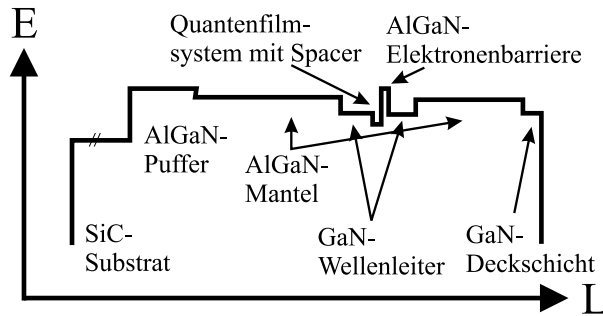 E
Quantenfilm-
system mit Spacer
AlGaN-
Elektronenbarriere
AlGaN-
Puffer
AlGaN-
Mantel
SiC-
Substrat
GaN-
Wellenleiter
GaN-
Deckschicht
L